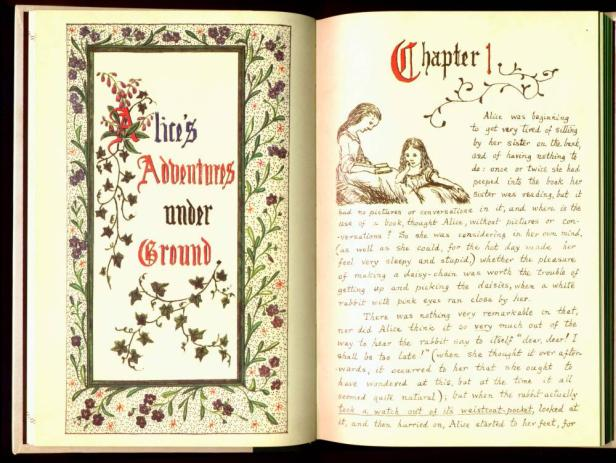 Alice's
Adventures
under
Ground
Chapter 1
Alice was beginning
to get very tired of sitting
by her sister on the bank,
and of having nothing to
do: once or twice she had
peeped into the book her
sister was reading, but it
had no pictures or conversations in it, and where is the
use of a book, thought Alice, without pictures or con-
-versations? So she was considering in her own mind,
(as well as she could, for the hot day made her
feel very sleepy and stupid,) whether the pleasure
of making a daisy-chain was worth the trouble of
getting up and picking the daisies, when a white
rabbit with pink eyes ran close by her.
There was nothing very remarkable in that,
nor did Alice think it so very much out of the
way to hear the rabbit say to itself "dear, dear! I
shall be too late!" (when she thought it over after-
-wards, it occurred to her that she ought to
have wondered at this, but at the time it all
seemed quite natural); but when the rabbit actually
took a watch out of its waistcoat-pocket, looked at
it, and then hurried on, Alice started to her feet, for